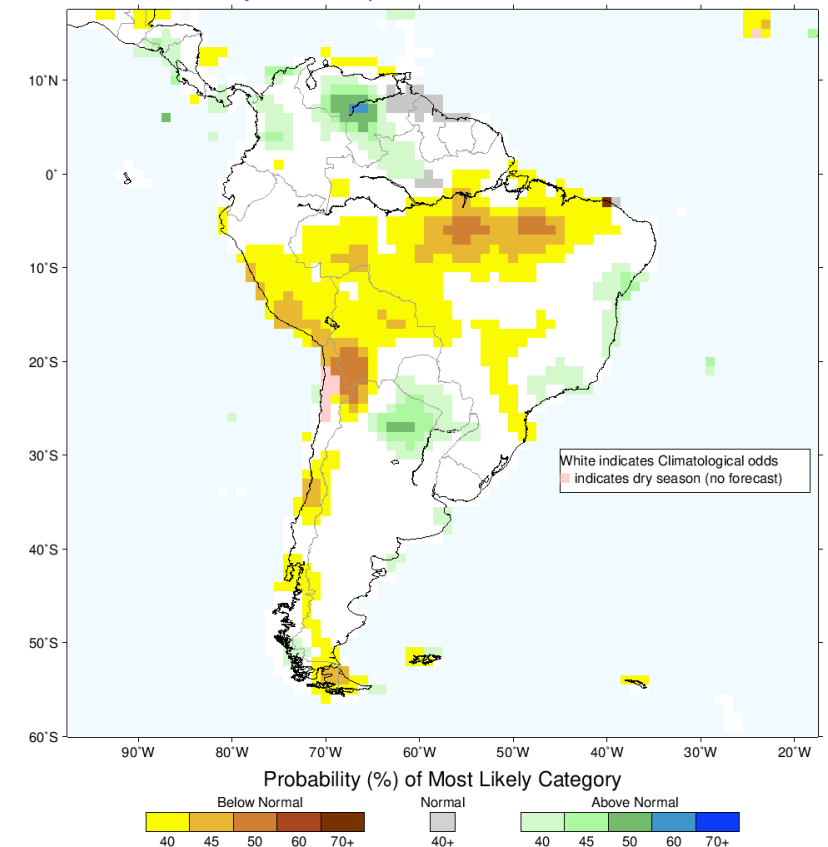 10°N
0°
10°S
20°S
30°S
40°S
50°S
60°S
White indicates Climatological odds
indicates dry season (no forecast)
90°W 80°W 70°W 60°W 50°W 40°W 30°W 20°W
Probability (%) of Most Likely Category
Below Normal Normal Above Normal
40 45 50 60 70+ 40+ 40 45 50 60 70+